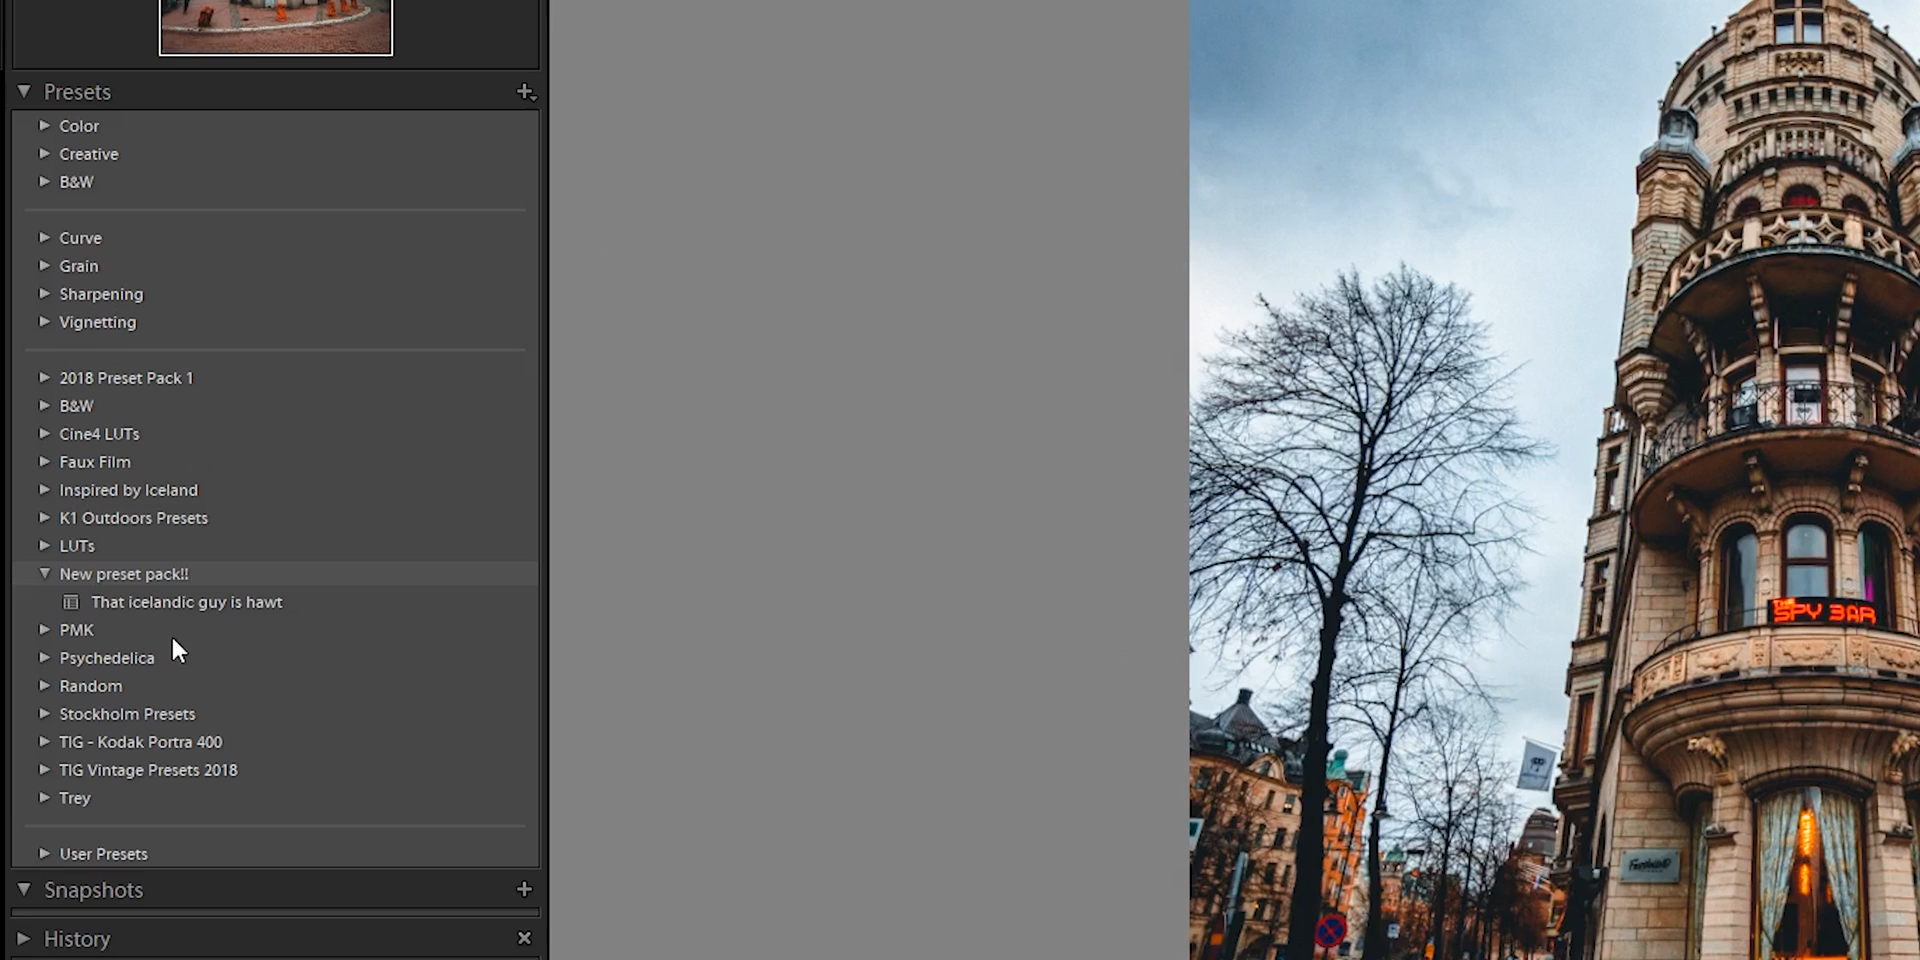 Presets
Color
Creative
B&W
Curve
Grain
Sharpening
Vignetting
2018 Preset Pack 1
B&W
Cine4 LUTs
Faux Film
Inspired by Iceland
K1 Outdoors Presets
LUTs
New preset pack!!
That icelandic guy is hawt
PMK
Psychedelica
Random
Stockholm Presets
TIG - Kodak Portra 400
TIG Vintage Presets 2018
Trey
User Presets
Snapshots
History
THE
SPY BAR